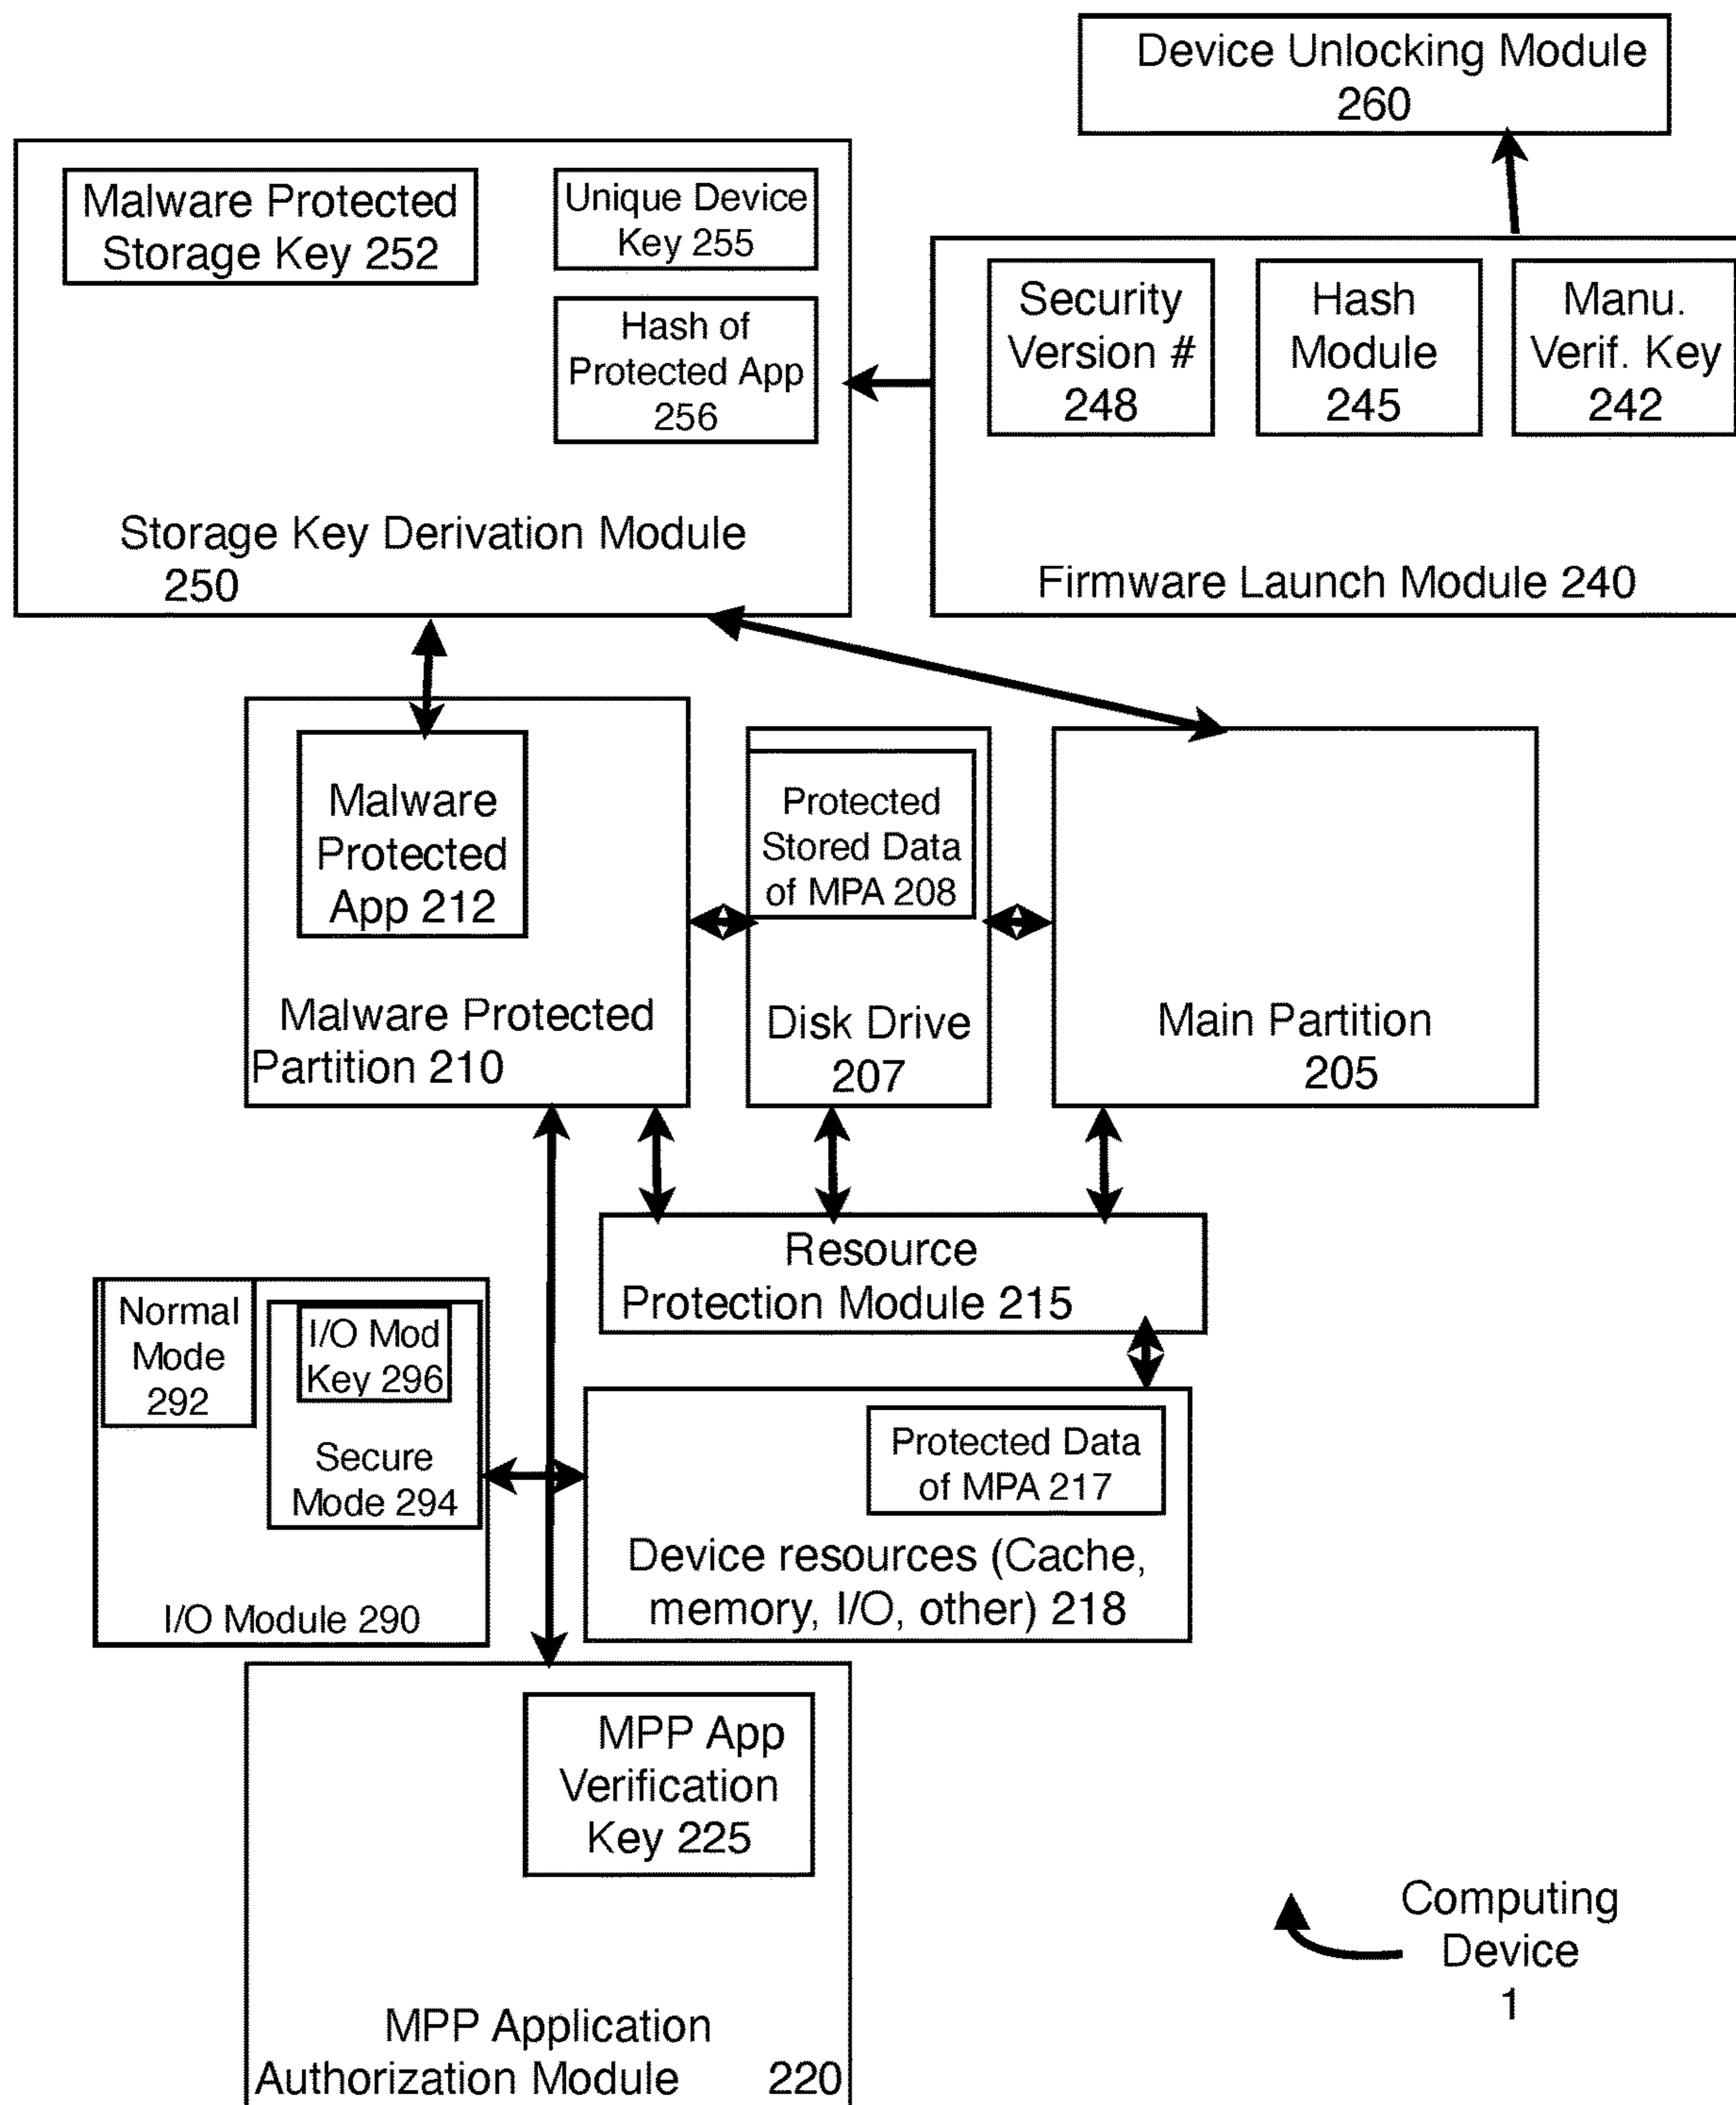 Device Unlocking Module
260
Malware Protected
Storage Key 252
Unique Device
Key 255
Hash of
Protected App
256
Storage Key Derivation Module
250
Security
Version #
248
Hash
Module
245
Manu.
Verif. Key
242
Firmware Launch Module 240
Malware
Protected
App 212
Malware Protected
Partition 210
Protected
Stored Data
of MPA 208
Disk Drive
207
Main Partition
205
Resource
Protection Module 215
Normal
Mode
292
I/O Mod
Key 296
Secure
Mode 294
I/O Module 290
Protected Data
of MPA 217
Device resources (Cache,
memory, I/O, other) 218
MPP App
Verification
Key 225
MPP Application
Authorization Module 220
Computing
Device
1